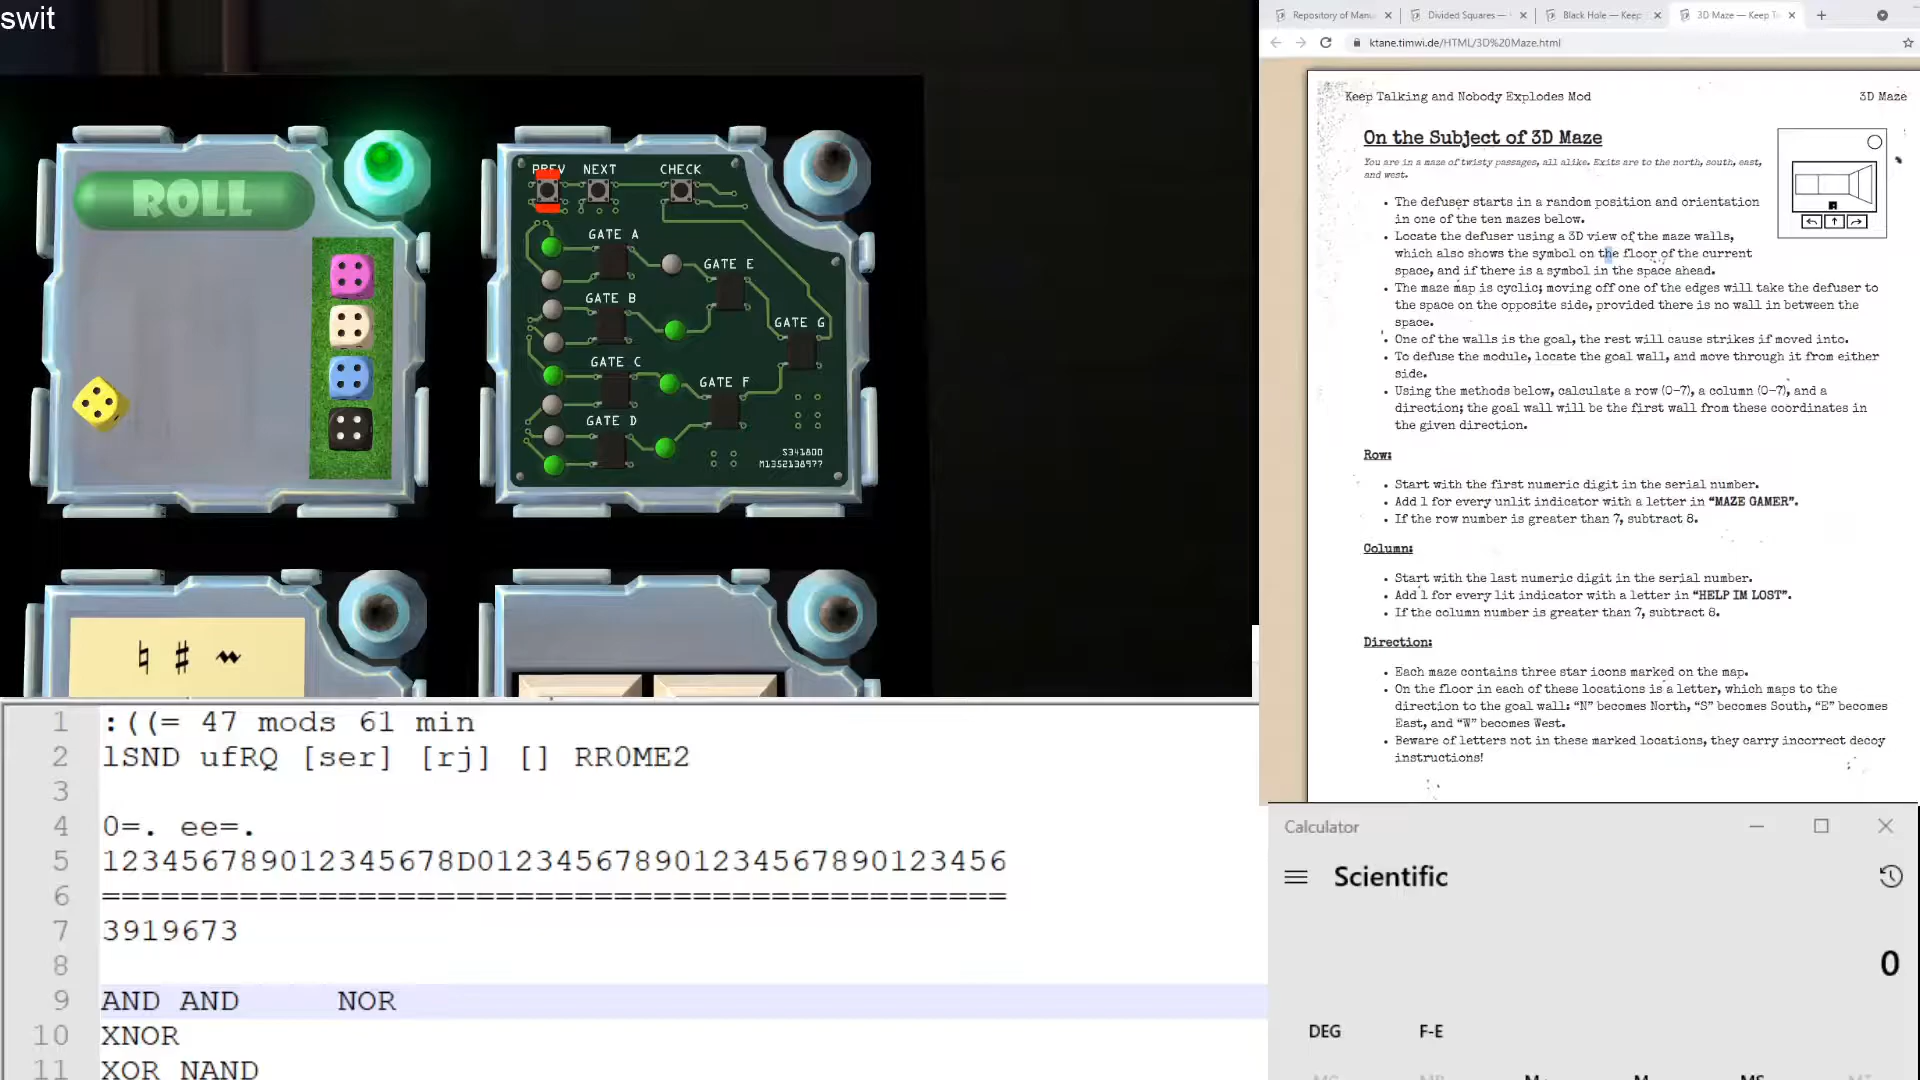 swit
ROLL
PREV NEXT CHECK
GATE A
GATE E
GATE B
GATE G
GATE C
GATE F
GATE D
S341800
M1352138977
:((= 47 mods 61 min
lSND ufRQ [ser] [rj] [] RR0ME2
0=. ee=.
12345678901234567 8D012345678901234567890123456
==============================================
3919673
AND AND NOR
XNOR
XOR NAND
1
2
3
4
5
6
7
8
9
10
11
Repository of Manu
Divided Squares —
Black Hole — Keep
3D Maze — Keep T
ktane.timwi.de/HTML/3D%20Maze.html
Keep Talking and Nobody Explodes Mod
3D Maze
On the Subject of 3D Maze
You are in a maze of twisty passages, all alike. Exits are to the north, south, east,
and west.
• The defuser starts in a random position and orientation
in one of the ten mazes below.
• Locate the defuser using a 3D view of the maze walls,
which also shows the symbol on the floor of the current
space, and if there is a symbol in the space ahead.
• The maze map is cyclic; moving off one of the edges will take the defuser to
the space on the opposite side, provided there is no wall in between the
space.
• One of the walls is the goal, the rest will cause strikes if moved into.
• To defuse the module, locate the goal wall, and move through it from either
side.
• Using the methods below, calculate a row (0-7), a column (0-7), and a
direction; the goal wall will be the first wall from these coordinates in
the given direction.
Row:
• Start with the first numeric digit in the serial number.
• Add 1 for every unlit indicator with a letter in “MAZE GAMER”.
• If the row number is greater than 7, subtract 8.
Column:
• Start with the last numeric digit in the serial number.
• Add 1 for every lit indicator with a letter in “HELP IM LOST”.
• If the column number is greater than 7, subtract 8.
Direction:
• Each maze contains three star icons marked on the map.
• On the floor in each of these locations is a letter, which maps to the
direction to the goal wall: “N” becomes North, “S” becomes South, “E” becomes
East, and “W” becomes West.
• Beware of letters not in these marked locations, they carry incorrect decoy
instructions!
Calculator
Scientific
0
DEG F-E